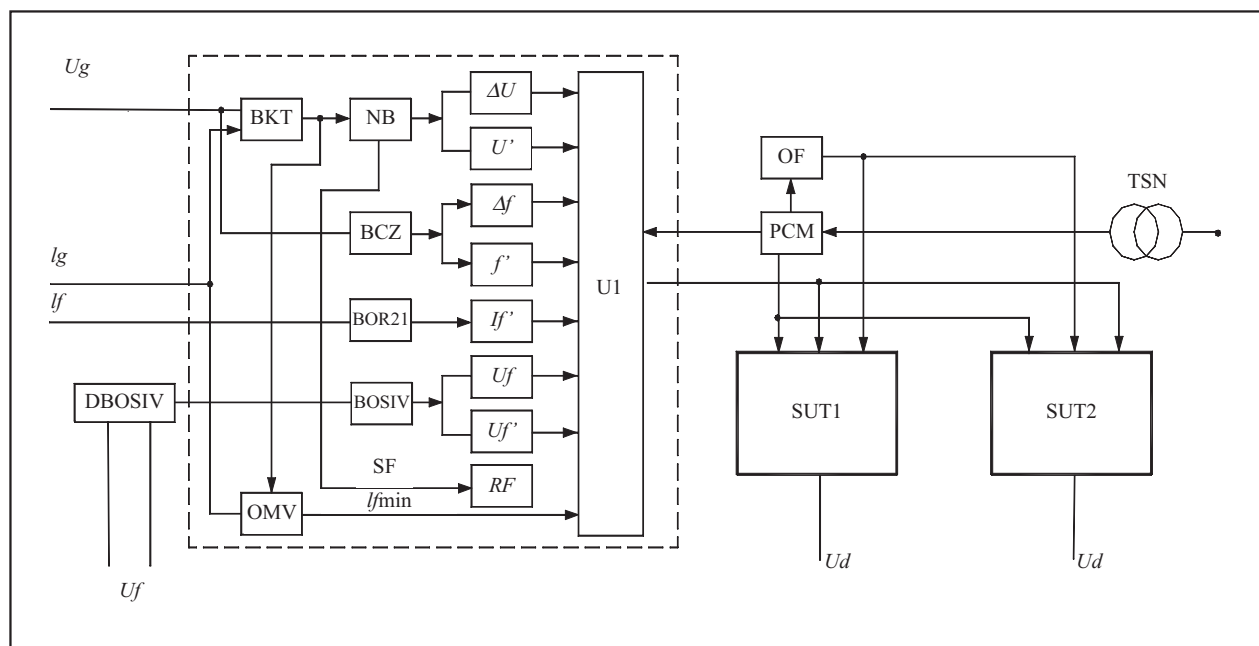 Ug
BKT
NB
ΔU
U’
OF
TSN
Δf
BCZ
PCM
f’
lg
U1
lf
BOR21
If’
Uf
DBOSIV
BOSIV
SUT1
SUT2
Uf’
SF
RF
lfmin
OMV
Uf
Ud
Ud